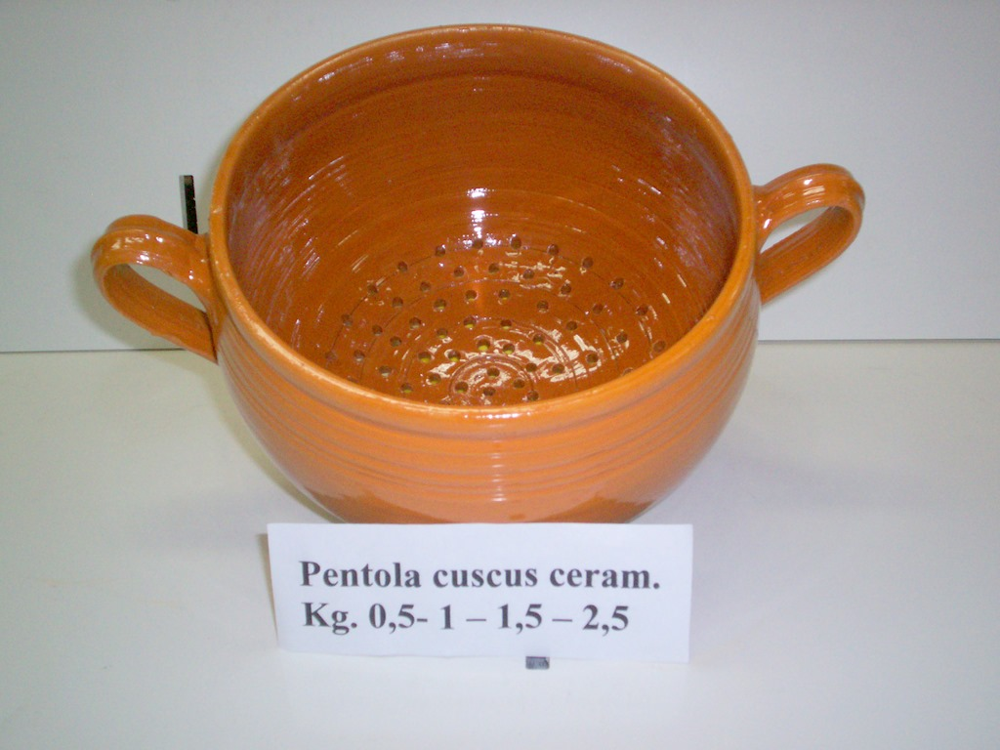 Pentola cuscus ceram.
Kg. 0,5- 1 – 1,5 – 2,5